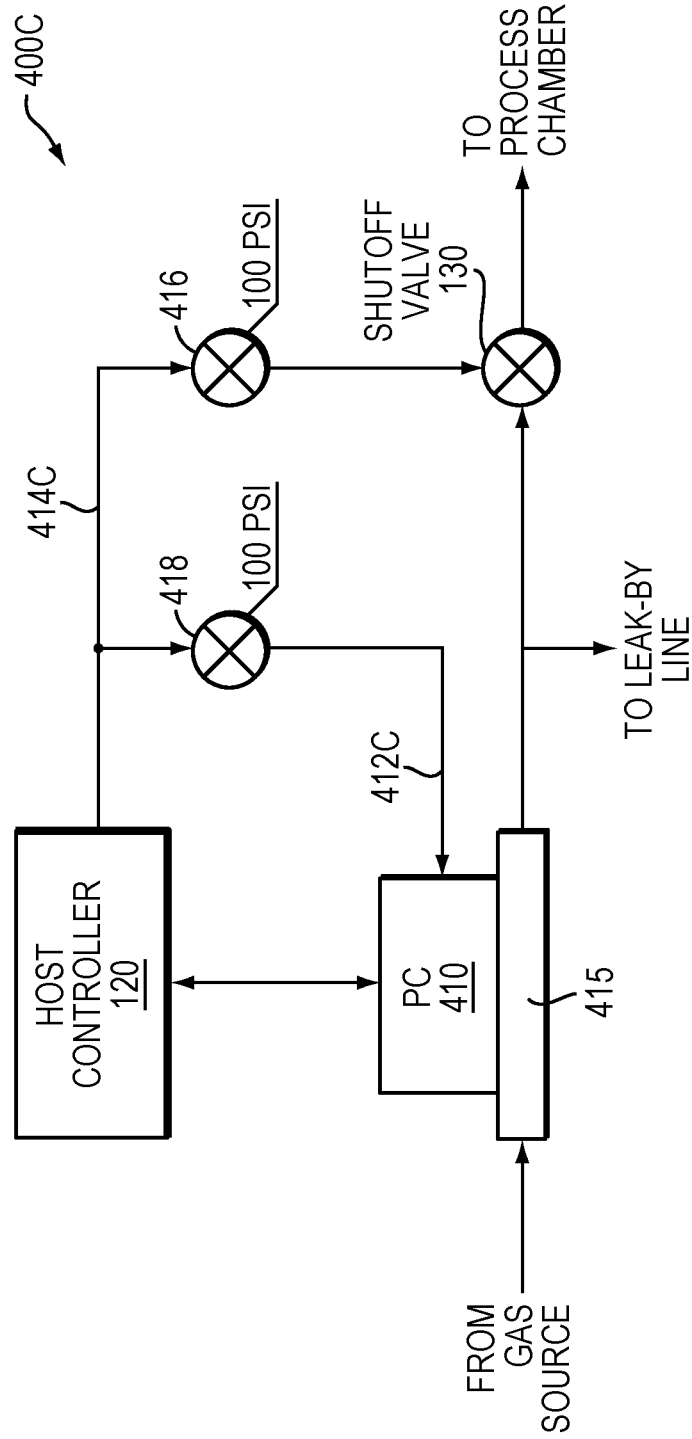 400C
HOST
CONTROLLER
120
414C
418
100 PSI
416
100 PSI
412C
PC
410
SHUTOFF
VALVE
130
415
FROM
GAS
SOURCE
TO LEAK-BY
LINE
TO
PROCESS
CHAMBER